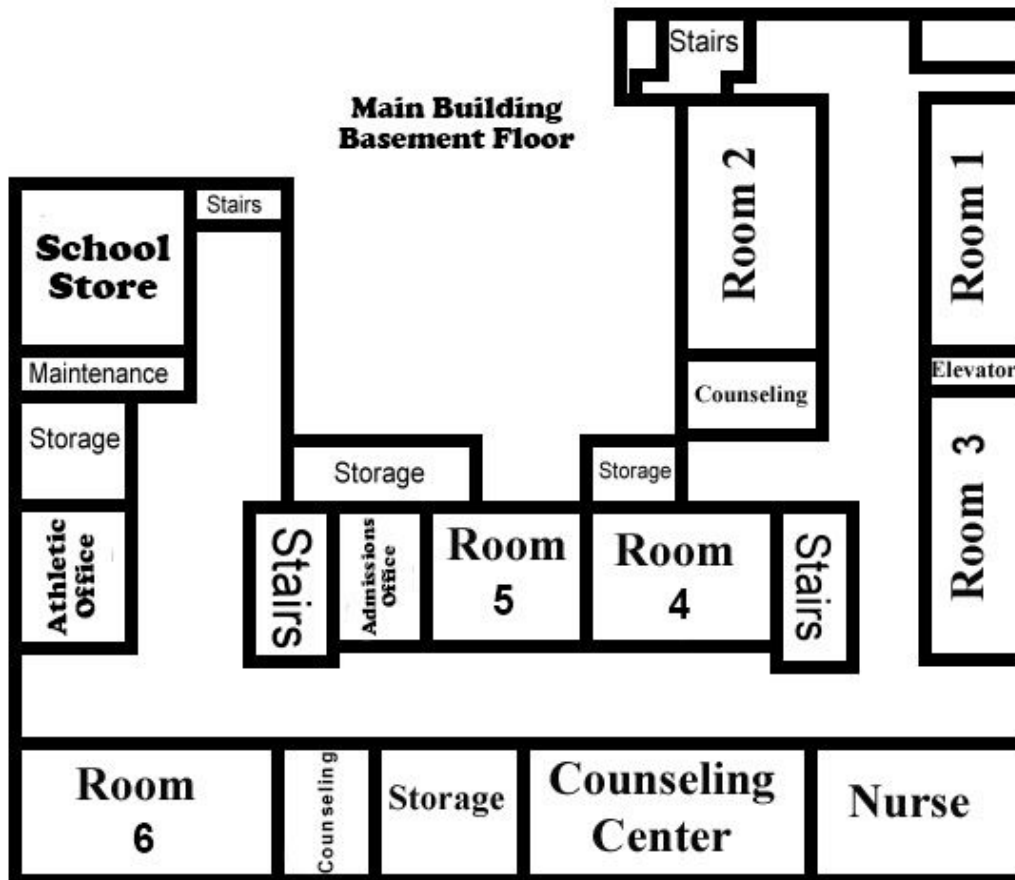 Stairs
Main Building
Basement Floor
Room 2
Room 1
Stairs
School
Store
Maintenance
Elevator
Counseling
Storage
Storage
Storage
Room 3
Athletic
Office
Stairs
Admissions
Office
Room
5
Room
4
Stairs
Room
6
Counseling
Storage
Counseling
Center
Nurse